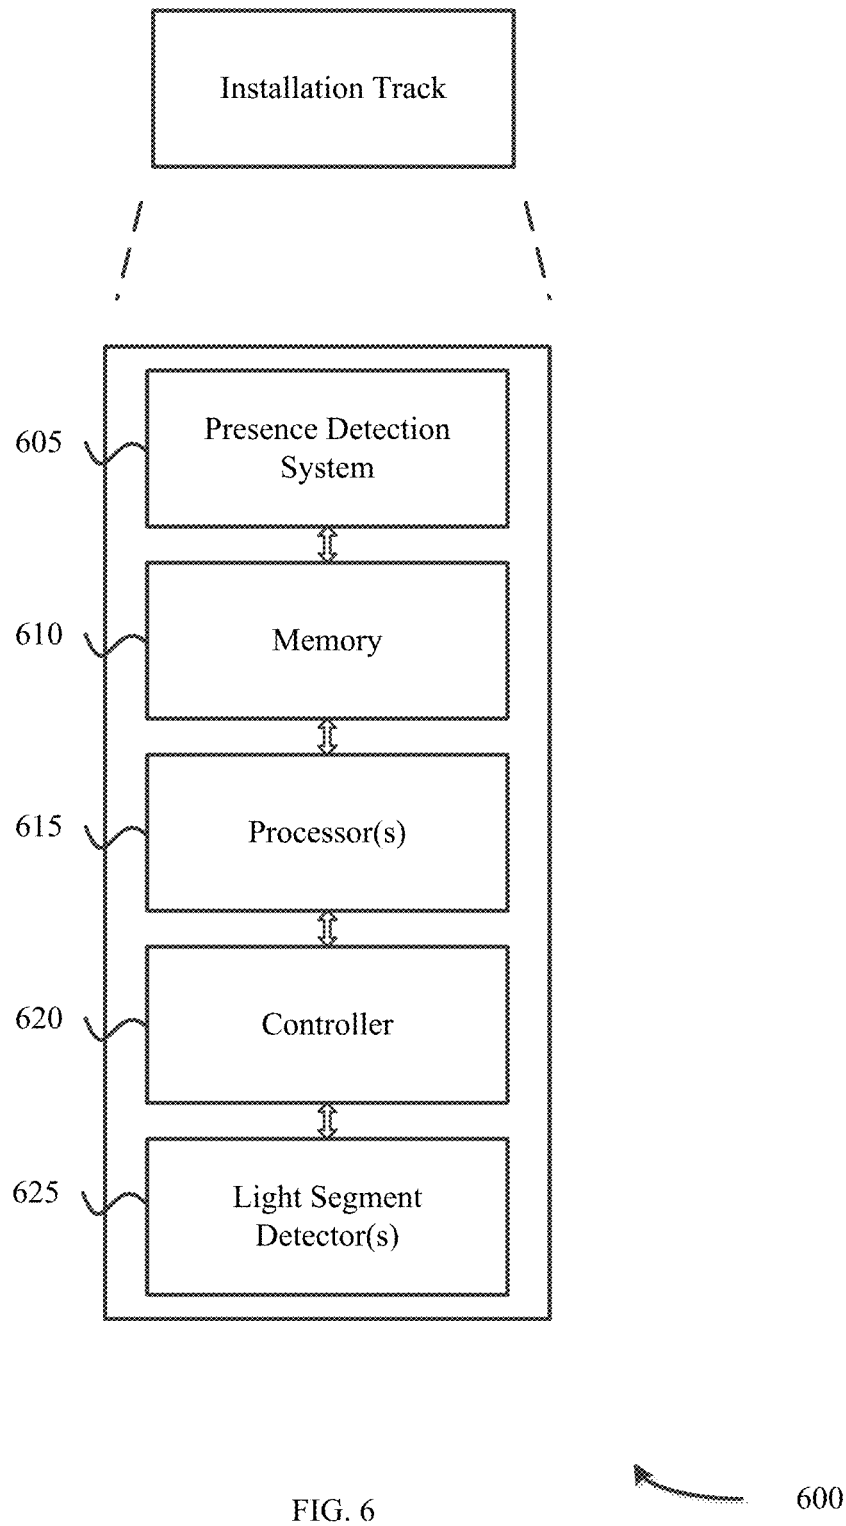 Installation Track
605
Presence Detection
System
610
Memory
615
Processor(s)
620
Controller
625
Light Segment
Detector(s)
FIG. 6
600